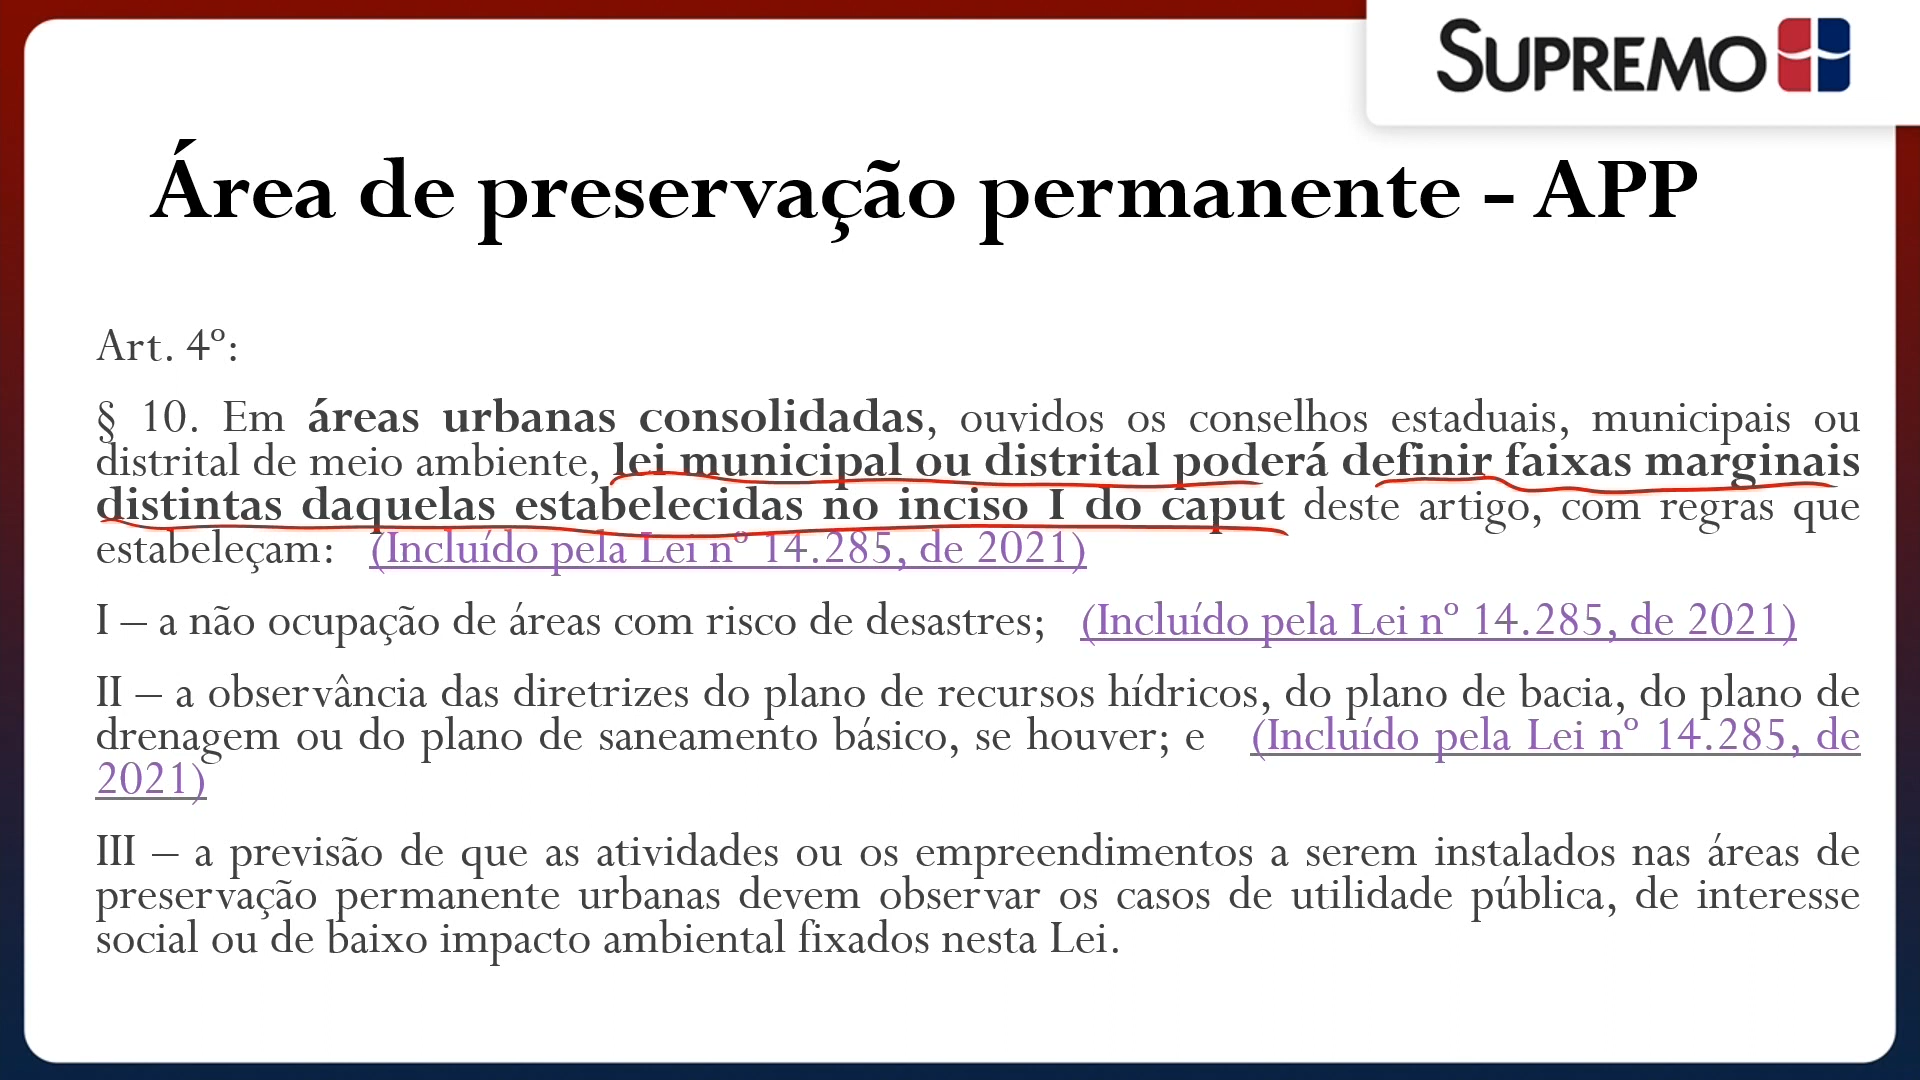 SUPREMO
Área de preservação permanente - APP
Art. 4º:
§ 10. Em áreas urbanas consolidadas, ouvidos os conselhos estaduais, municipais ou
distrital de meio ambiente, lei municipal ou distrital poderá definir faixas marginais
distintas daquelas estabelecidas no inciso I do caput deste artigo, com regras que
estabeleçam: (Incluído pela Lei nº 14.285, de 2021)
I – a não ocupação de áreas com risco de desastres; (Incluído pela Lei nº 14.285, de 2021)
II – a observância das diretrizes do plano de recursos hídricos, do plano de bacia, do plano de
drenagem ou do plano de saneamento básico, se houver; e (Incluído pela Lei nº 14.285, de
2021)
III – a previsão de que as atividades ou os empreendimentos a serem instalados nas áreas de
preservação permanente urbanas devem observar os casos de utilidade pública, de interesse
social ou de baixo impacto ambiental fixados nesta Lei.